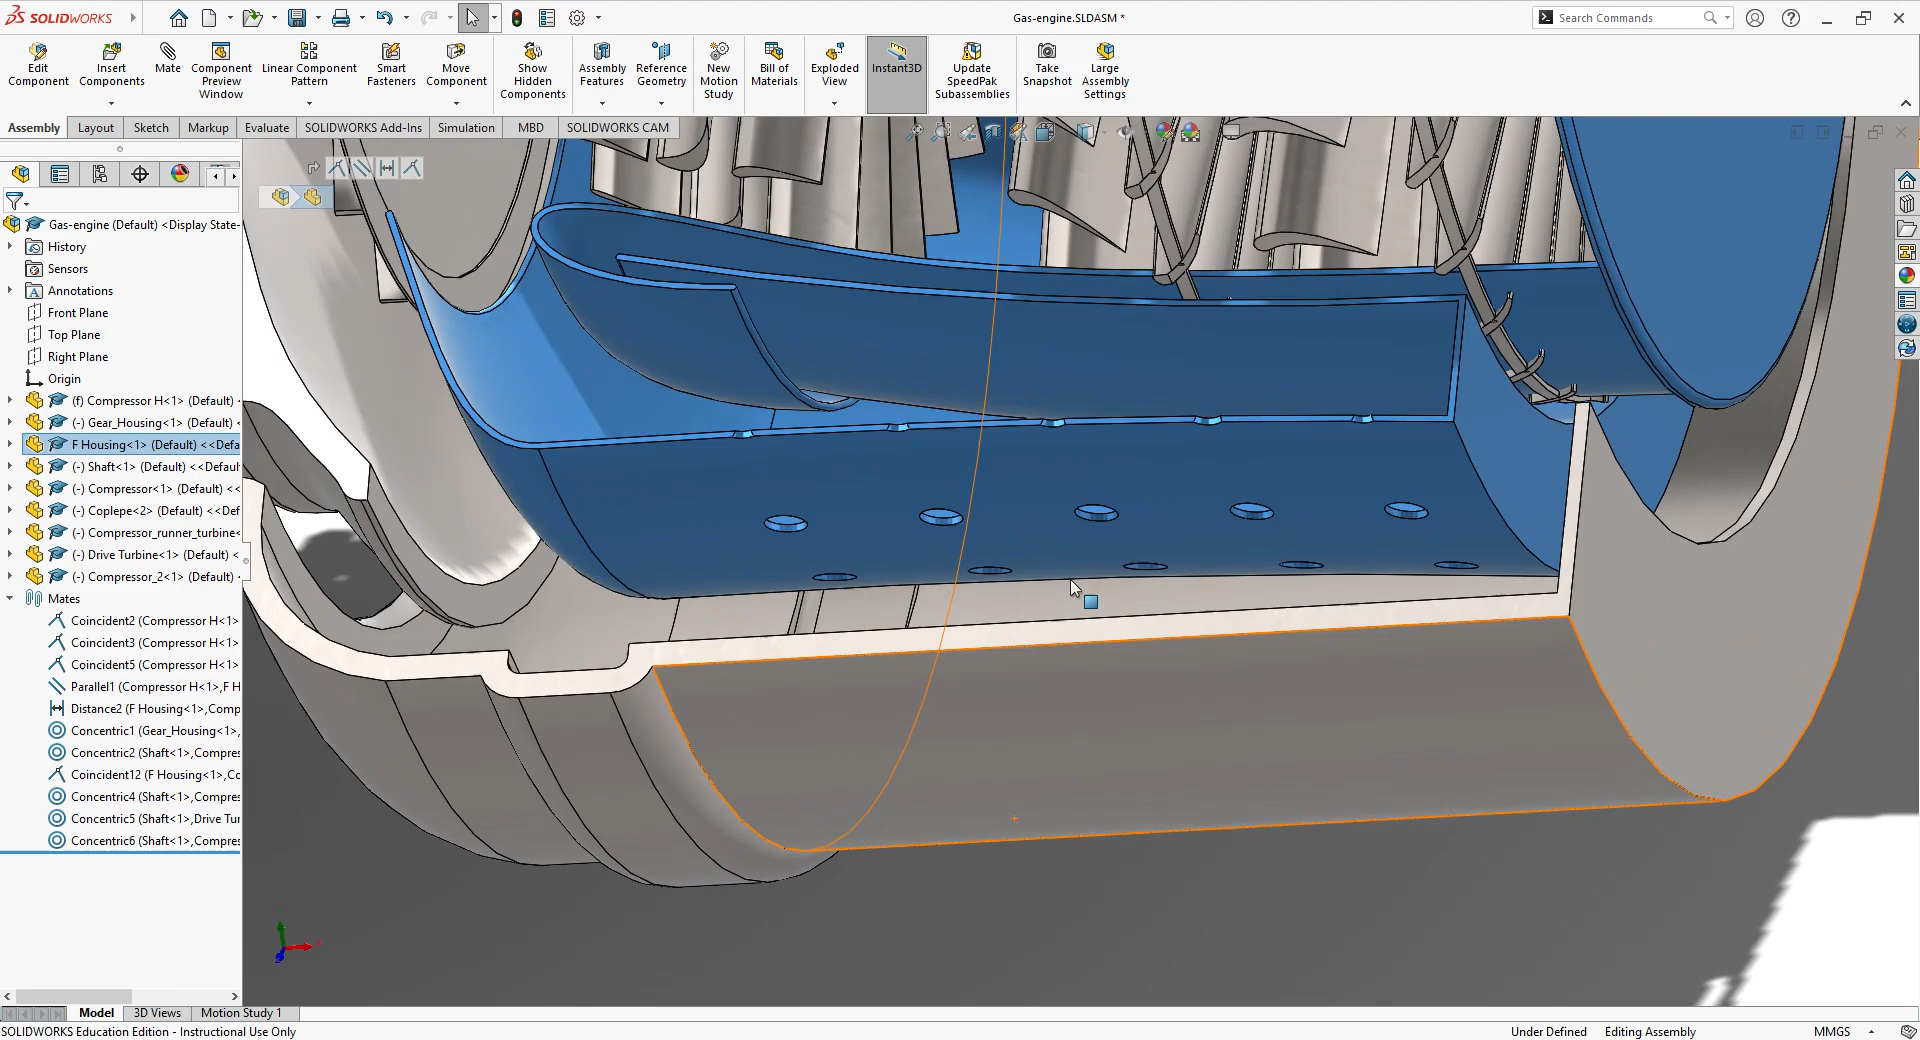 SOLIDWORKS
Gas-engine.SLDASM *
Search Commands
Edit Component
Insert Components
Mate
Component Preview Window
Linear Component Pattern
Smart Fasteners
Move Component
Show Hidden Components
Assembly Features
Reference Geometry
New Motion Study
Bill of Materials
Exploded View
Instant3D
Update SpeedPak Subassemblies
Take Snapshot
Large Assembly Settings
Assembly Layout Sketch Markup Evaluate SOLIDWORKS Add-Ins Simulation MBD SOLIDWORKS CAM
Gas-engine (Default) <Display State-
History
Sensors
Annotations
Front Plane
Top Plane
Right Plane
Origin
(f) Compressor H<1> (Default)
(-) Gear_Housing<1> (Default) <
F Housing<1> (Default) <<Defa
(-) Shaft<1> (Default) <<Defaul
(-) Compressor<1> (Default) <<
(-) Coplepe<2> (Default) <<Def
(-) Compressor_runner_turbine<
(-) Drive Turbine<1> (Default) <
(-) Compressor_2<1> (Default)
Mates
Coincident2 (Compressor H<1>
Coincident3 (Compressor H<1>
Coincident5 (Compressor H<1>
Parallel1 (Compressor H<1>,F H
Distance2 (F Housing<1>,Comp
Concentric1 (Gear_Housing<1>,
Concentric2 (Shaft<1>,Compres
Coincident12 (F Housing<1>,Cc
Concentric4 (Shaft<1>,Compres
Concentric5 (Shaft<1>,Drive Tur
Concentric6 (Shaft<1>,Compres
Model 3D Views Motion Study 1
SOLIDWORKS Education Edition - Instructional Use Only
Under Defined Editing Assembly MMGS